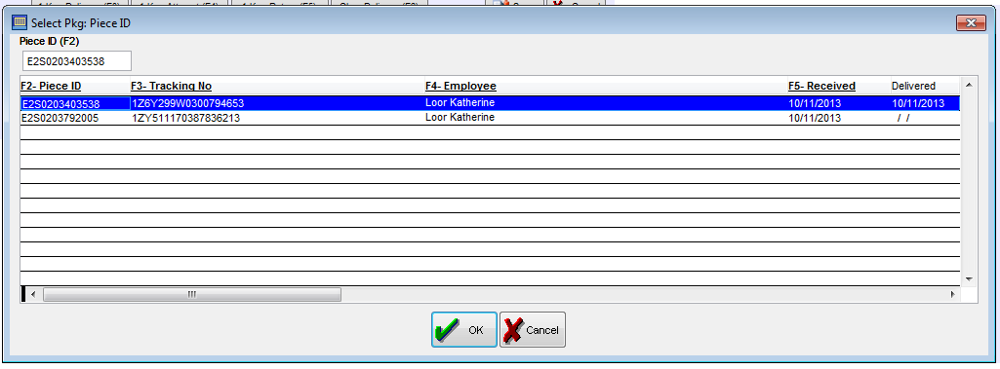 Select Pkg: Piece ID
Piece ID (F2)
E2S0203403538
F2- Piece ID F3- Tracking No F4- Employee F5- Received Delivered
E2S0203403538 1Z6Y299W0300794653 Loor Katherine 10/11/2013 10/11/2013
E2S0203792005 1ZY511170387836213 Loor Katherine 10/11/2013 / /
OK Cancel